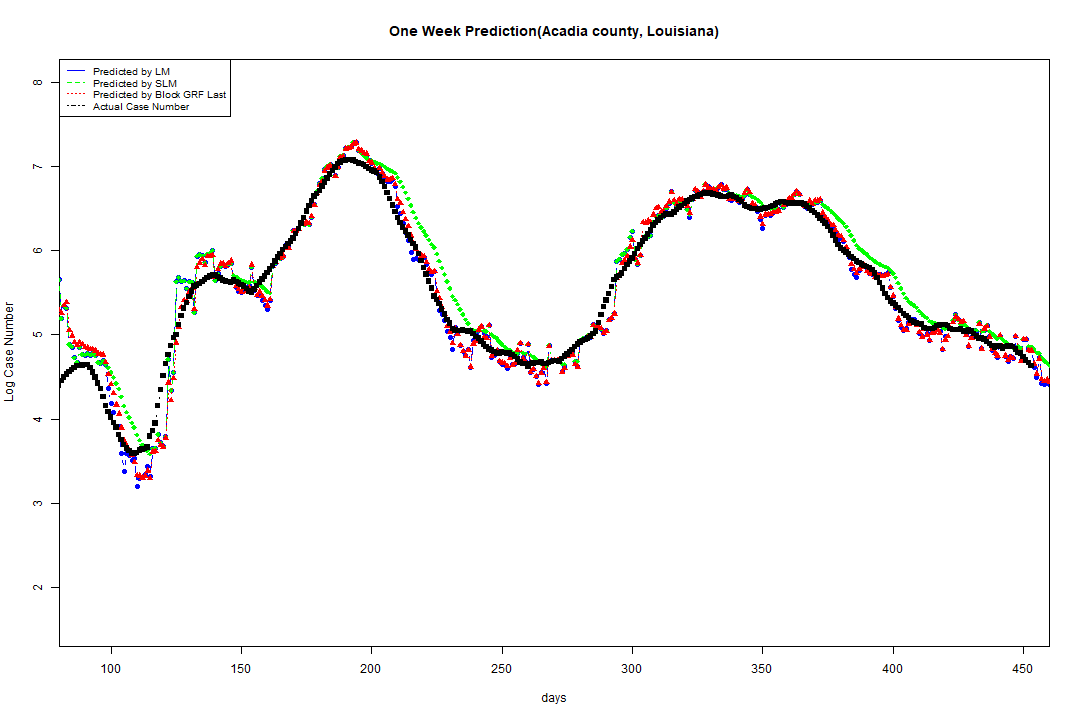 One Week Prediction(Acadia county, Louisiana)
Predicted by LM
Predicted by SLM
Predicted by Block GRF Last
Actual Case Number
8
7
6
5
4
3
2
Log Case Number
100 150 200 250 300 350 400 450
days